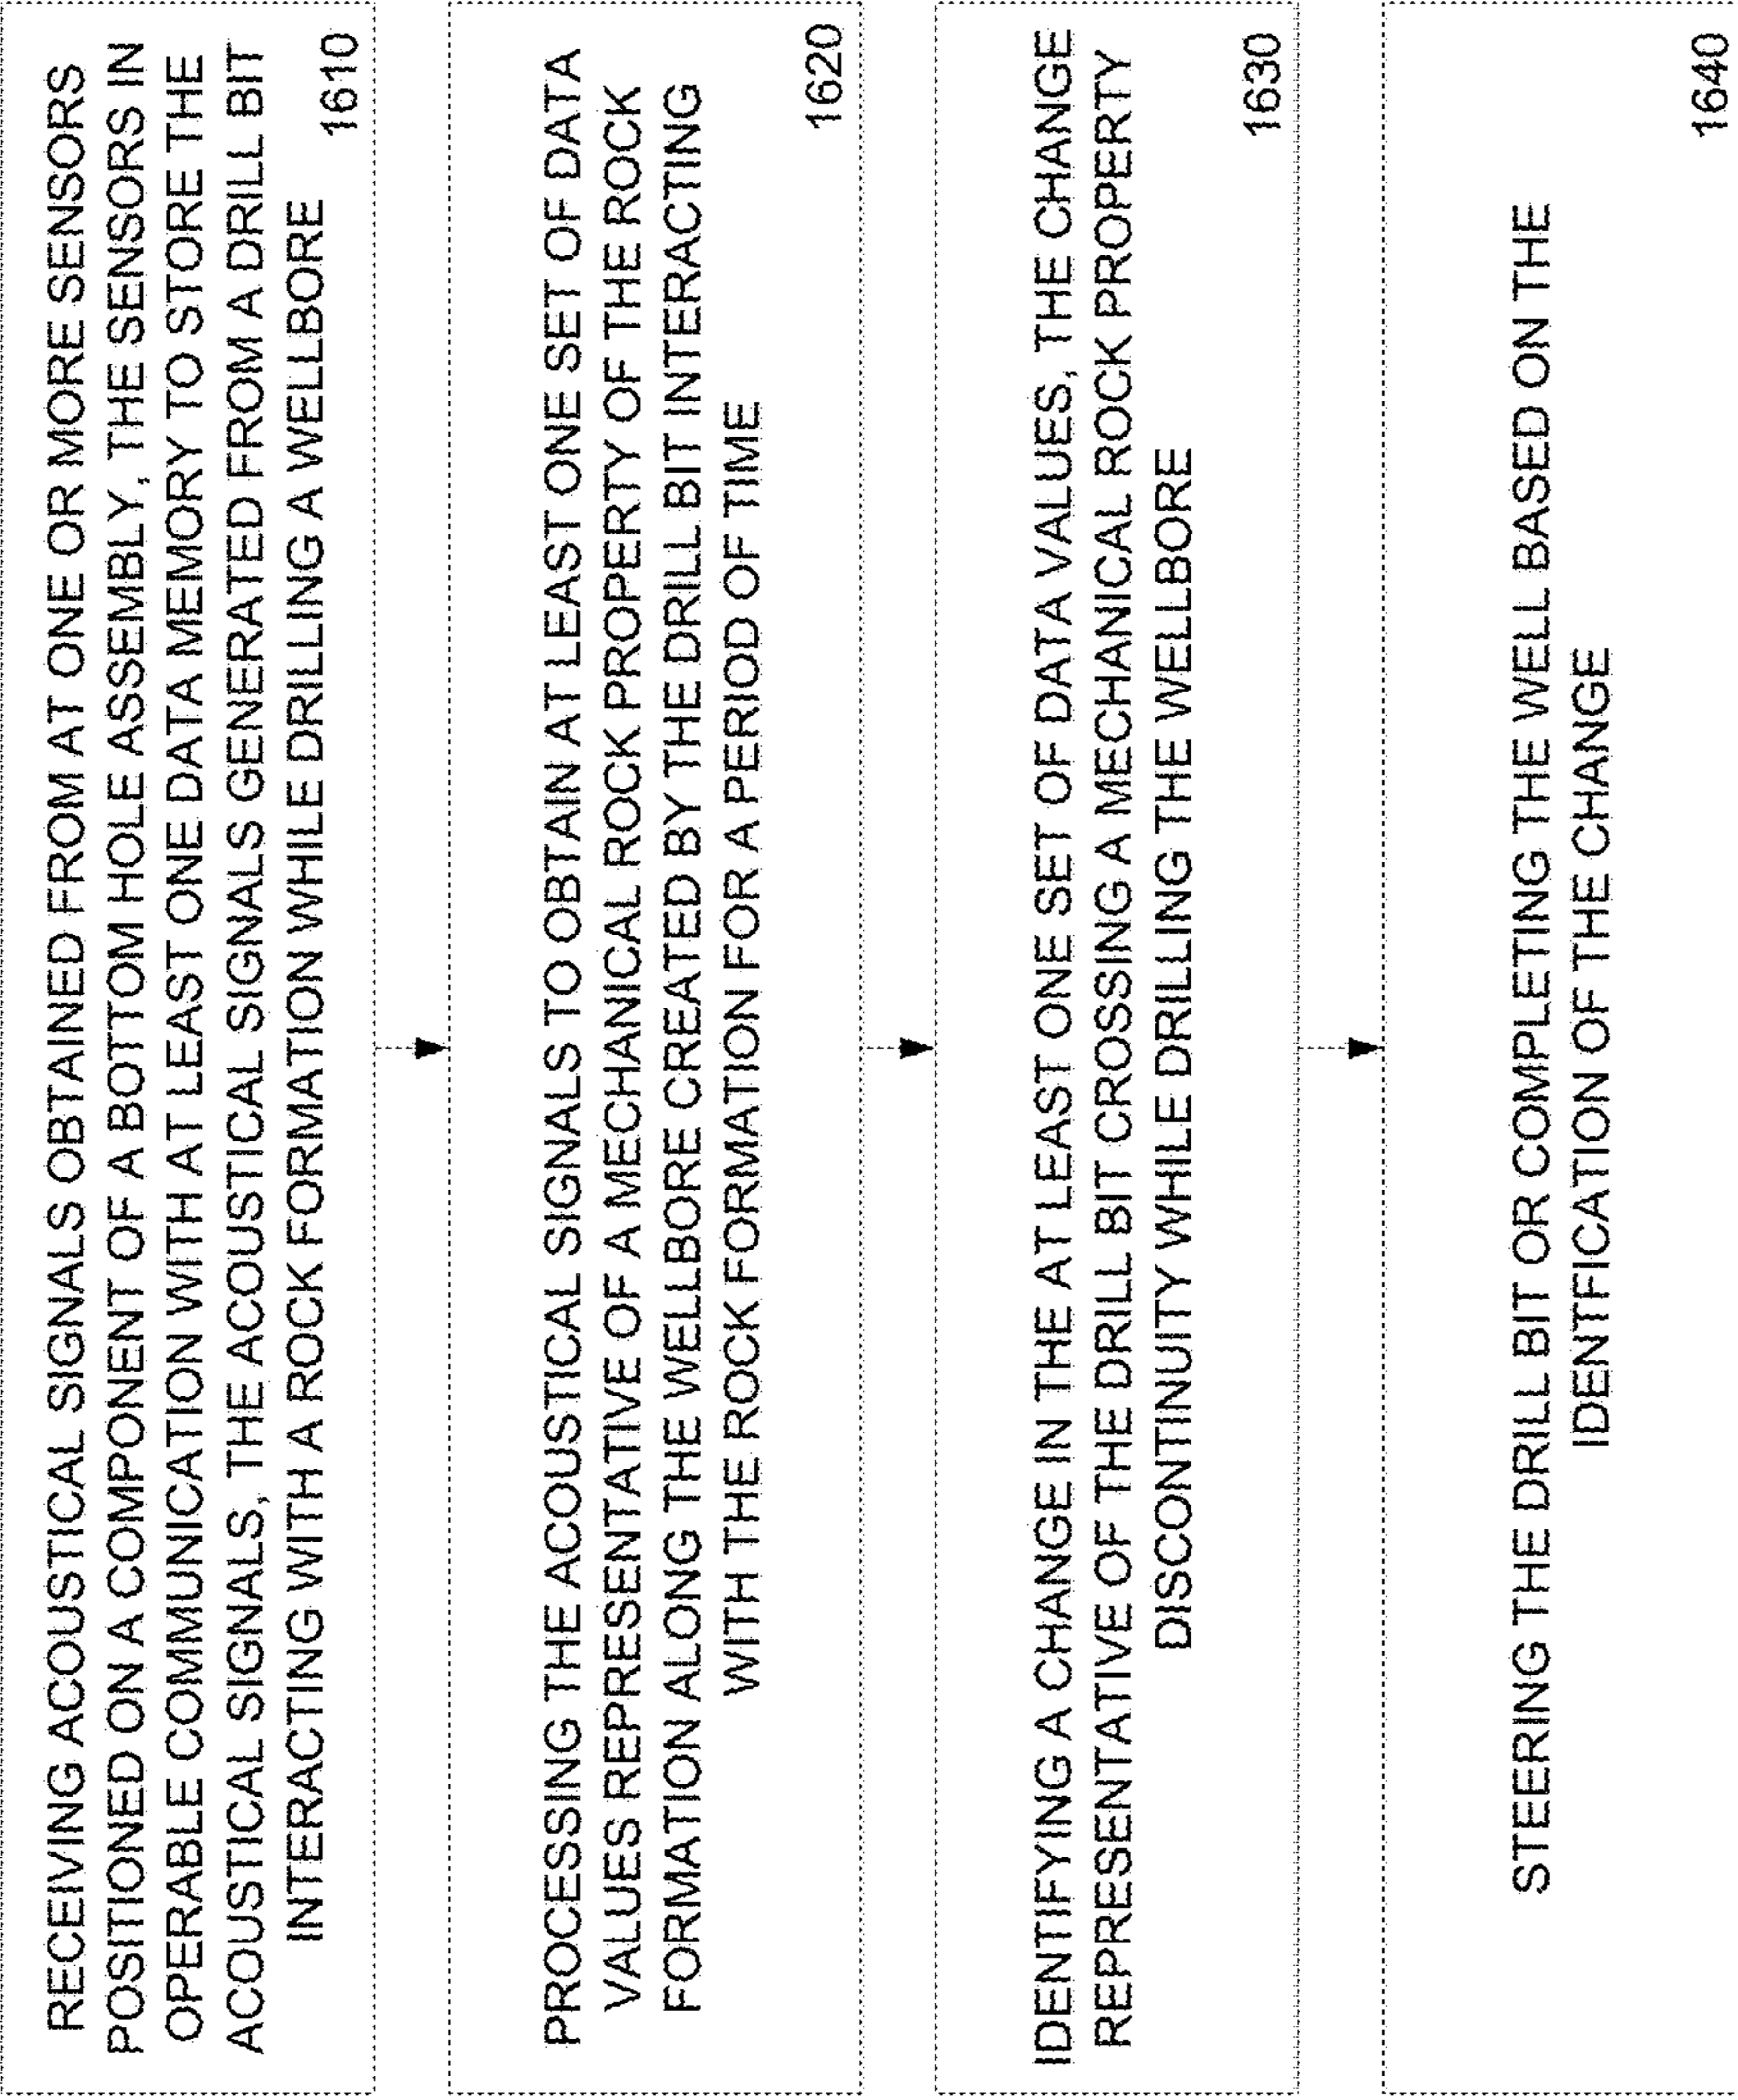 RECEIVING ACOUSTICAL SIGNALS OBTAINED FROM AT ONE OR MORE SENSORS
POSITIONED ON A COMPONENT OF A BOTTOM HOLE ASSEMBLY, THE SENSORS IN
OPERABLE COMMUNICATION WITH AT LEAST ONE DATA MEMORY TO STORE THE
ACOUSTICAL SIGNALS, THE ACOUSTICAL SIGNALS GENERATED FROM A DRILL BIT
INTERACTING WITH A ROCK FORMATION WHILE DRILLING A WELLBORE
1610
PROCESSING THE ACOUSTICAL SIGNALS TO OBTAIN AT LEAST ONE SET OF DATA
VALUES REPRESENTATIVE OF A MECHANICAL ROCK PROPERTY OF THE ROCK
FORMATION ALONG THE WELLBORE CREATED BY THE DRILL BIT INTERACTING
WITH THE ROCK FORMATION FOR A PERIOD OF TIME
1620
IDENTIFYING A CHANGE IN THE AT LEAST ONE SET OF DATA VALUES, THE CHANGE
REPRESENTATIVE OF THE DRILL BIT CROSSING A MECHANICAL ROCK PROPERTY
DISCONTINUITY WHILE DRILLING THE WELLBORE
1630
STEERING THE DRILL BIT OR COMPLETING THE WELL BASED ON THE
IDENTIFICATION OF THE CHANGE
1640